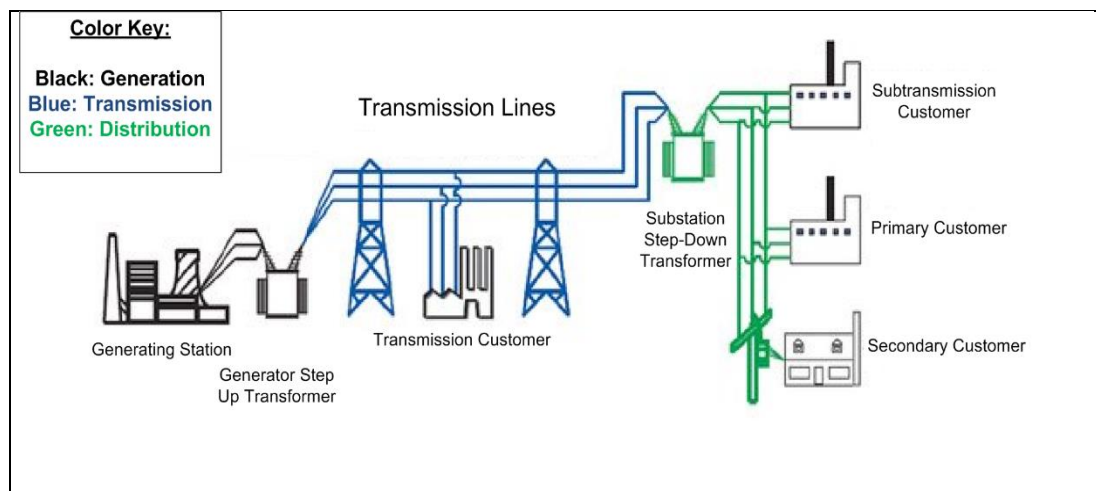 Color Key:
Black: Generation
Blue: Transmission
Green: Distribution
Transmission Lines
Subtransmission
Customer
Substation
Step-Down
Transformer
Primary Customer
Generating Station
Generator Step
Up Transformer
Transmission Customer
Secondary Customer